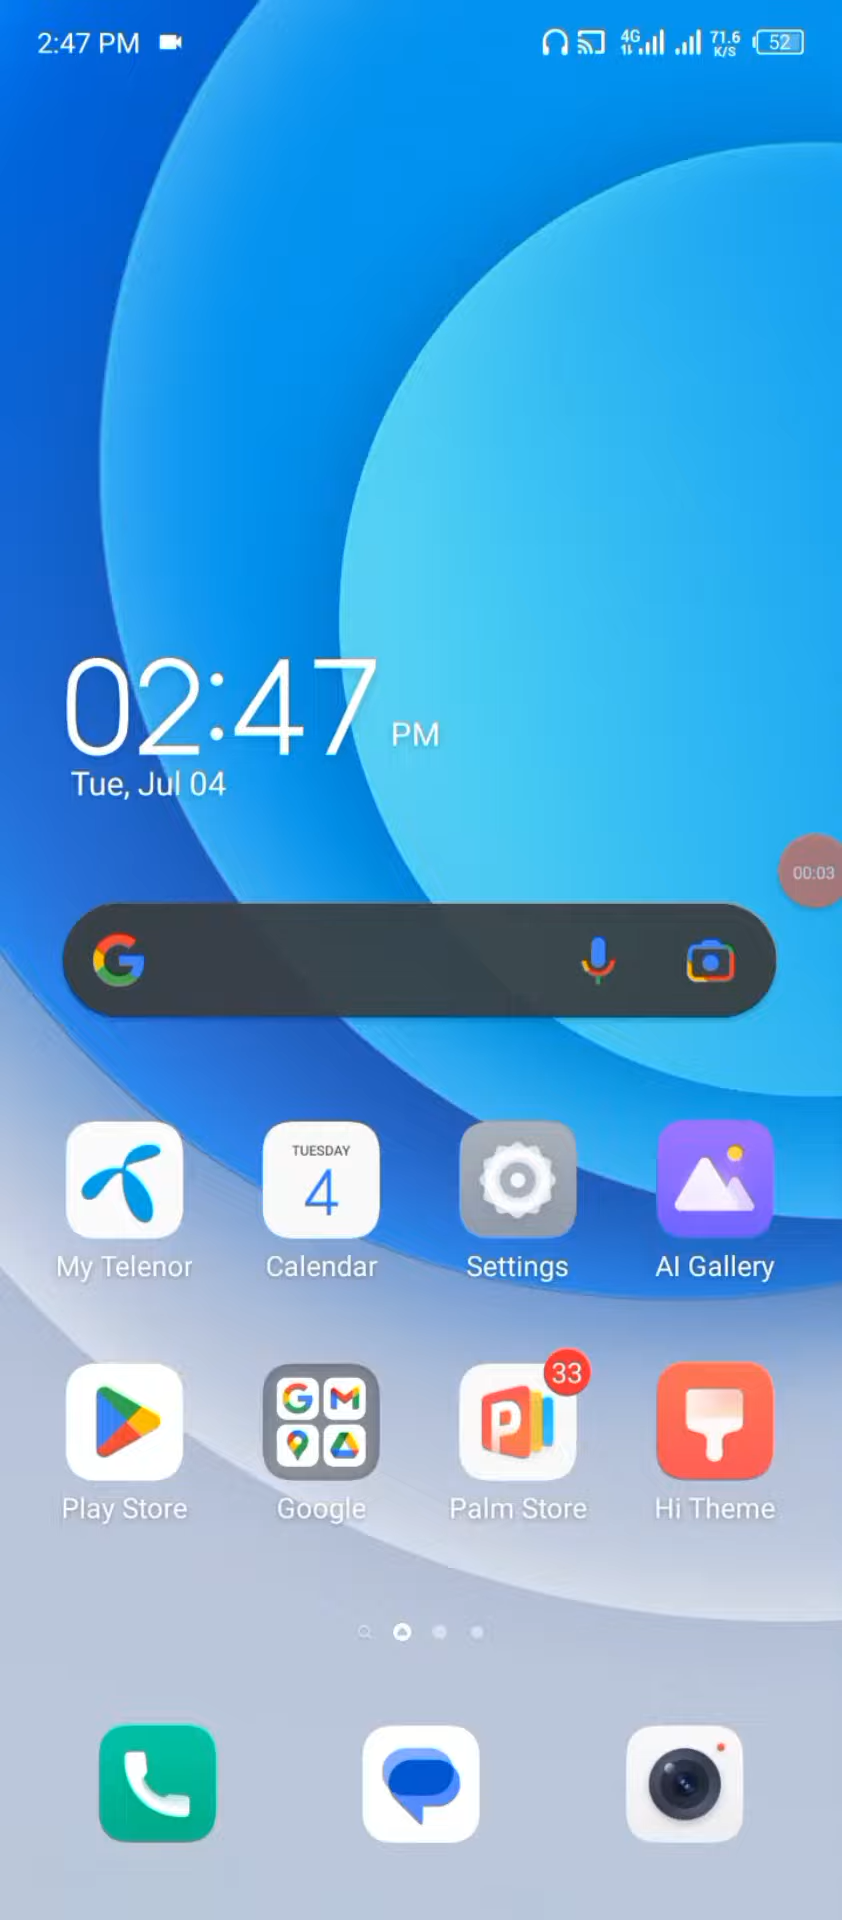 2:47 PM
4G
71.6
K/S
52
02:47 PM
Tue, Jul 04
00:03
TUESDAY
4
My Telenor
Calendar
Settings
AI Gallery
33
Play Store
Google
Palm Store
Hi Theme